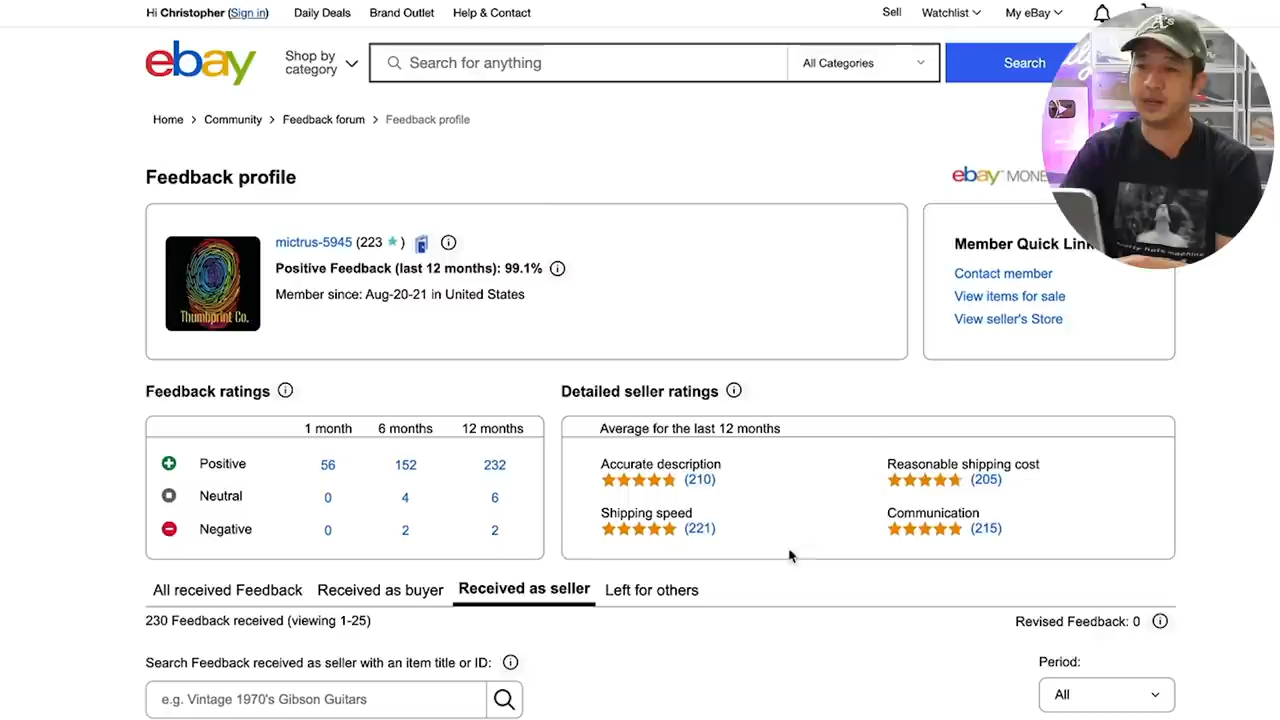 Hi Christopher (Sign in) Daily Deals Brand Outlet Help & Contact Sell Watchlist My eBay
ebay Shop by category Search for anything All Categories Search
Home > Community > Feedback forum > Feedback profile
Feedback profile
ebay MONE
mictrus-5945 (223 ★)
Positive Feedback (last 12 months): 99.1%
Member since: Aug-20-21 in United States
Thumbprint Co.
Member Quick Link
Contact member
View items for sale
View seller's Store
Feedback ratings
1 month 6 months 12 months
Positive 56 152 232
Neutral 0 4 6
Negative 0 2 2
Detailed seller ratings
Average for the last 12 months
Accurate description (210)
Reasonable shipping cost (205)
Shipping speed (221)
Communication (215)
All received Feedback Received as buyer Received as seller Left for others
230 Feedback received (viewing 1-25) Revised Feedback: 0
Search Feedback received as seller with an item title or ID:
e.g. Vintage 1970's Gibson Guitars
Period:
All